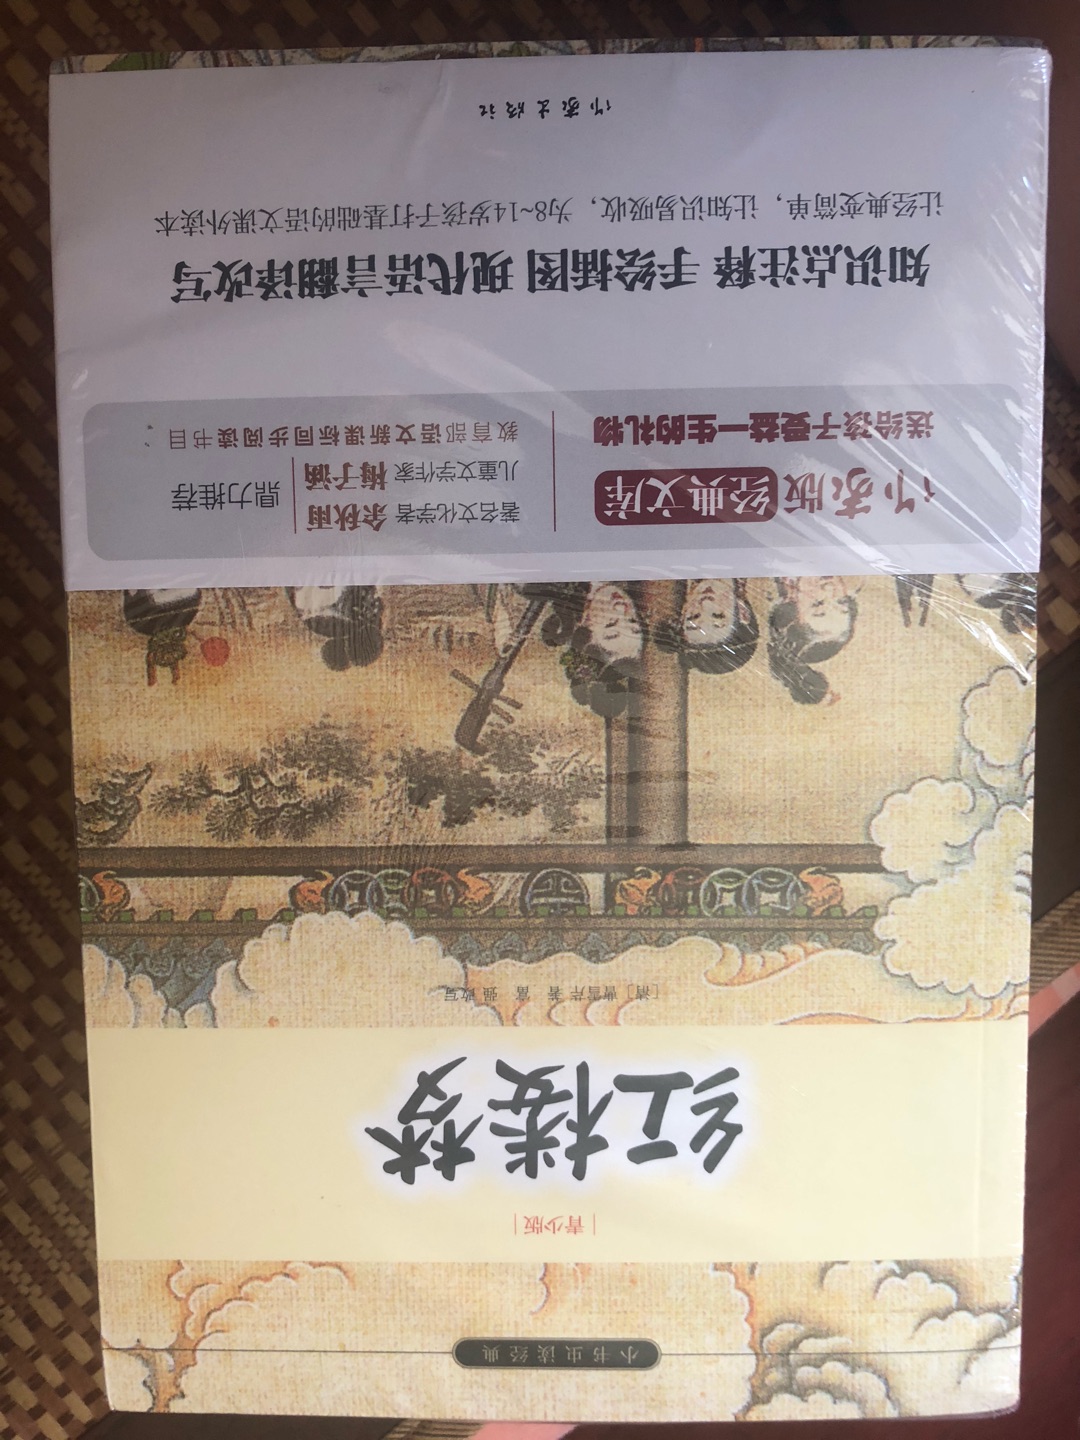 小书虫读经典
｜青少版｜
红楼梦
［清］曹雪芹 著 富强 改写
作家版 经典文库
送给孩子受益一生的礼物
著名文化学者 余秋雨
儿童文学作家 梅子涵
鼎力推荐
教育部语文新课标同步阅读书目
知识点注释 手绘插图 现代语言翻译改写
让经典变简单，让知识易吸收，为8~14岁孩子打基础的语文课外读本
作家出版社